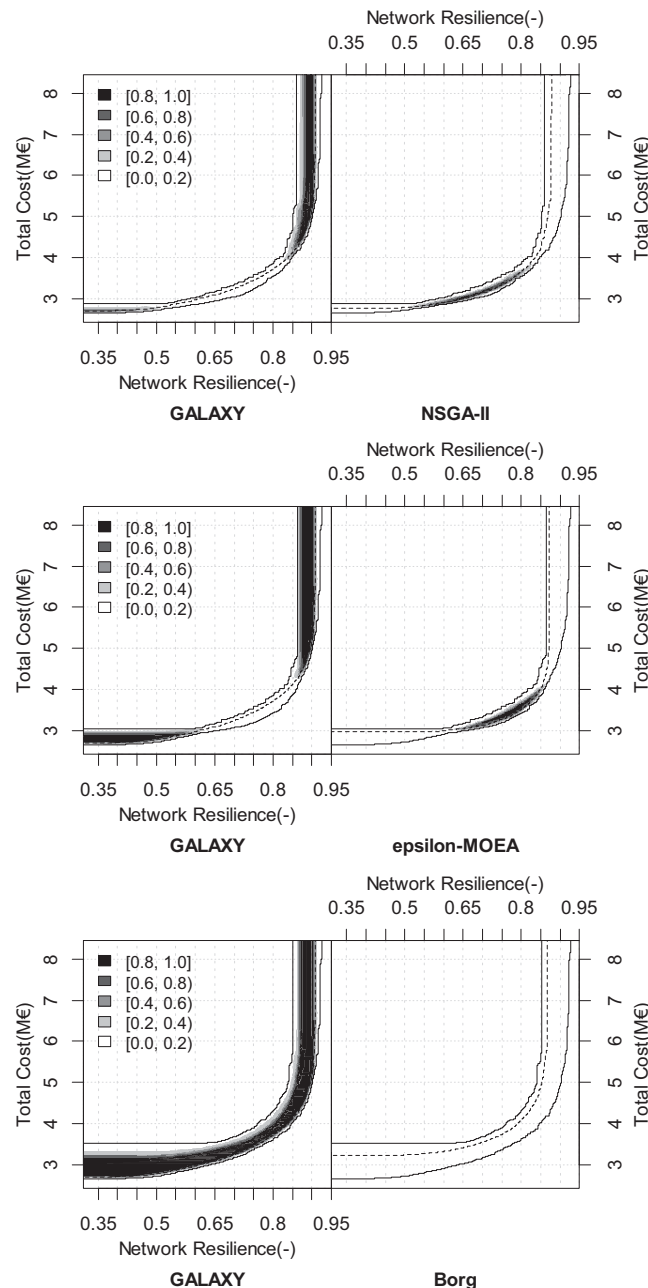 Network Resilience(-)
0.35 0.5 0.65 0.8 0.95
[0.8, 1.0]
[0.6, 0.8)
[0.4, 0.6)
[0.2, 0.4)
[0.0, 0.2)
Total Cost(M€)
3 4 5 6 7 8
3 4 5 6 7 8
Total Cost(M€)
0.35 0.5 0.65 0.8 0.95
Network Resilience(-)
GALAXY NSGA-II
Network Resilience(-)
0.35 0.5 0.65 0.8 0.95
[0.8, 1.0]
[0.6, 0.8)
[0.4, 0.6)
[0.2, 0.4)
[0.0, 0.2)
Total Cost(M€)
3 4 5 6 7 8
3 4 5 6 7 8
Total Cost(M€)
0.35 0.5 0.65 0.8 0.95
Network Resilience(-)
GALAXY epsilon-MOEA
Network Resilience(-)
0.35 0.5 0.65 0.8 0.95
[0.8, 1.0]
[0.6, 0.8)
[0.4, 0.6)
[0.2, 0.4)
[0.0, 0.2)
Total Cost(M€)
3 4 5 6 7 8
3 4 5 6 7 8
Total Cost(M€)
0.35 0.5 0.65 0.8 0.95
Network Resilience(-)
GALAXY Borg